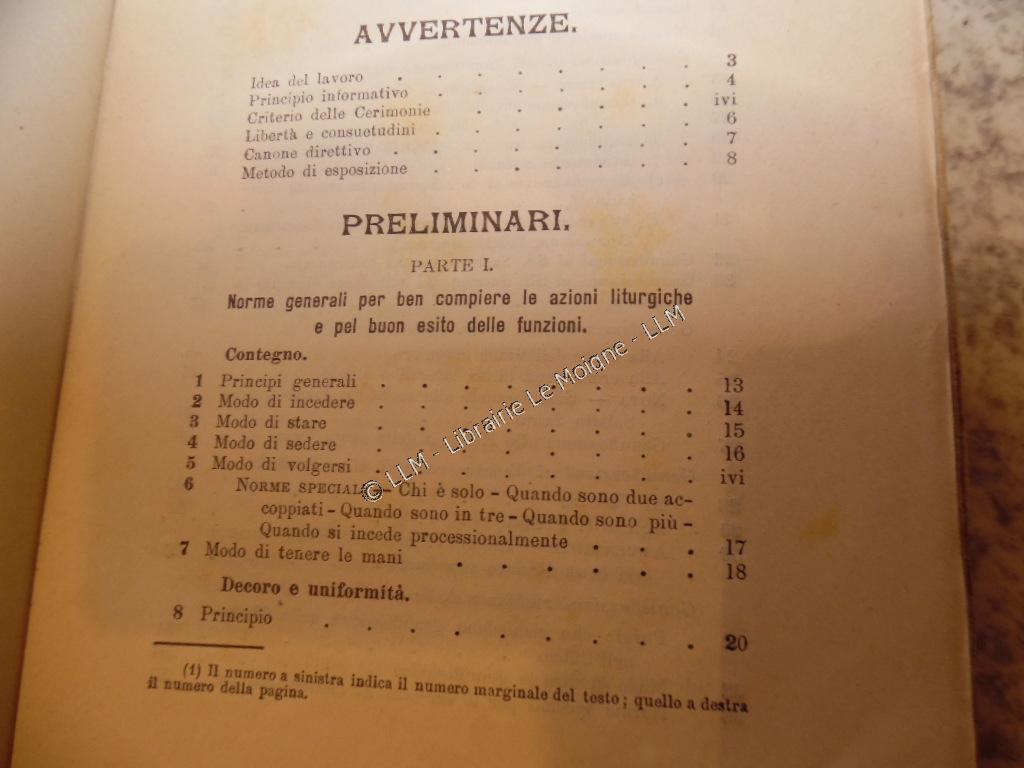 AVVERTENZE.
Idea del lavoro . . . . . . . . 3
Principio informativo . . . . . . . 4
Criterio delle Cerimonie . . . . . . ivi
Libertà e consuetudini . . . . . . . 6
Canone direttivo . . . . . . . . 7
Metodo di esposizione . . . . . . . 8
PRELIMINARI.
PARTE I.
Norme generali per ben compiere le azioni liturgiche
e pel buon esito delle funzioni.
Contegno.
1 Principi generali . . . . . . . . . 13
2 Modo di incedere . . . . . . . . 14
3 Modo di stare . . . . . . . . 15
4 Modo di sedere . . . . . . . . 16
5 Modo di volgersi . . . . . . . . ivi
6 NORME SPECIALI – Chi è solo – Quando sono due ac-
coppiati – Quando sono in tre – Quando sono più –
Quando si incede processionalmente . . . 17
7 Modo di tenere le mani . . . . . . 18
Decoro e uniformità.
8 Principio . . . . . . . . . 20
(1) Il numero a sinistra indica il numero marginale del testo ; quello a destra
il numero della pagina.
© LLM - Librairie Le Moigne - LLM